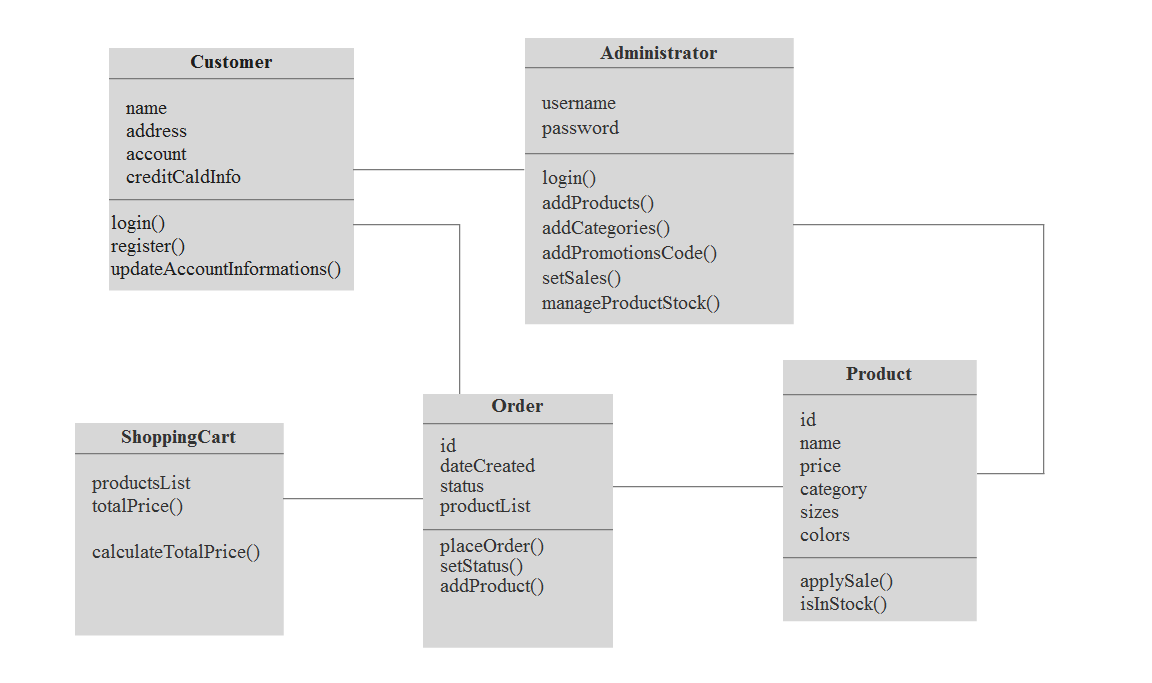 Customer
name
address
account
creditCaldInfo
login()
register()
updateAccountInformations()
Administrator
username
password
login()
addProducts()
addCategories()
addPromotionsCode()
setSales()
manageProductStock()
ShoppingCart
productsList
totalPrice()
calculateTotalPrice()
Order
id
dateCreated
status
productList
placeOrder()
setStatus()
addProduct()
Product
id
name
price
category
sizes
colors
applySale()
isInStock()